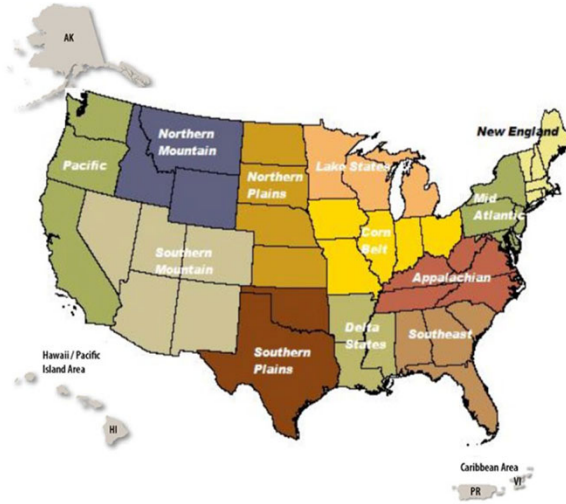 AK
New England
Northern
Mountain
Pacific
Lake States
Northern
Plains
Mid
Atlantic
Corn
Belt
Southern
Mountain
Appalachian
Delta
States
Southeast
Southern
Plains
Hawaii / Pacific
Island Area
HI
Caribbean Area
PR
VI